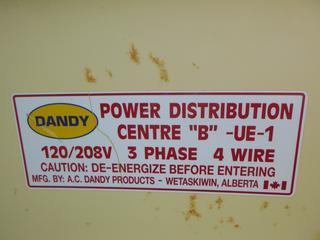 DANDY
POWER DISTRIBUTION
CENTRE "B" -UE-1
120/208V 3 PHASE 4 WIRE
CAUTION: DE-ENERGIZE BEFORE ENTERING
MFG. BY: A.C. DANDY PRODUCTS - WETASKIWIN, ALBERTA